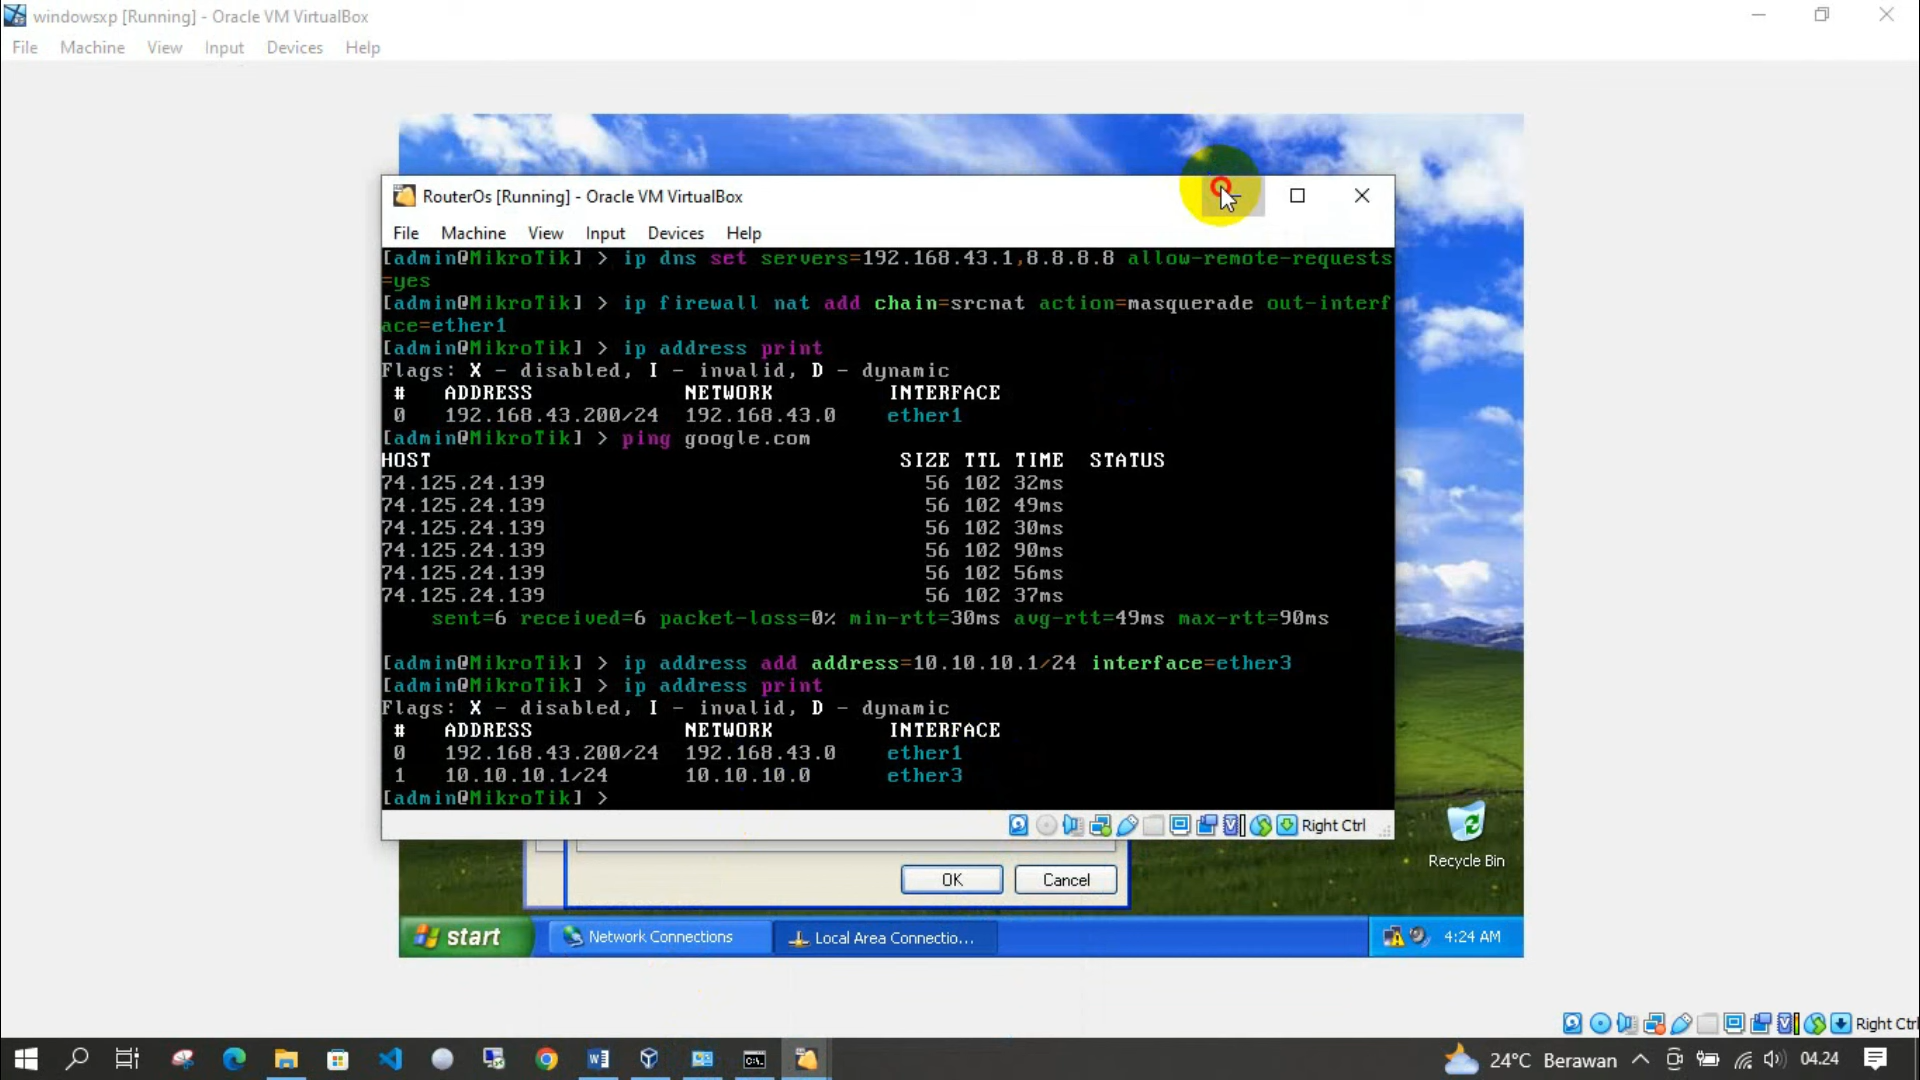 windowsxp [Running] - Oracle VM VirtualBox
File Machine View Input Devices Help
RouterOs [Running] - Oracle VM VirtualBox
File Machine View Input Devices Help
[admin@MikroTik] > ip dns set servers=192.168.43.1,8.8.8.8 allow-remote-requests
=yes
[admin@MikroTik] > ip firewall nat add chain=srcnat action=masquerade out-interf
ace=ether1
[admin@MikroTik] > ip address print
Flags: X - disabled, I - invalid, D - dynamic
# ADDRESS NETWORK INTERFACE
0 192.168.43.200/24 192.168.43.0 ether1
[admin@MikroTik] > ping google.com
HOST SIZE TTL TIME STATUS
74.125.24.139 56 102 32ms
74.125.24.139 56 102 49ms
74.125.24.139 56 102 30ms
74.125.24.139 56 102 90ms
74.125.24.139 56 102 56ms
74.125.24.139 56 102 37ms
sent=6 received=6 packet-loss=0% min-rtt=30ms avg-rtt=49ms max-rtt=90ms
[admin@MikroTik] > ip address add address=10.10.10.1/24 interface=ether3
[admin@MikroTik] > ip address print
Flags: X - disabled, I - invalid, D - dynamic
# ADDRESS NETWORK INTERFACE
0 192.168.43.200/24 192.168.43.0 ether1
1 10.10.10.1/24 10.10.10.0 ether3
[admin@MikroTik] >
Right Ctrl
Recycle Bin
OK Cancel
start Network Connections Local Area Connectio... 4:24 AM
Right Ctrl
24°C Berawan 04.24